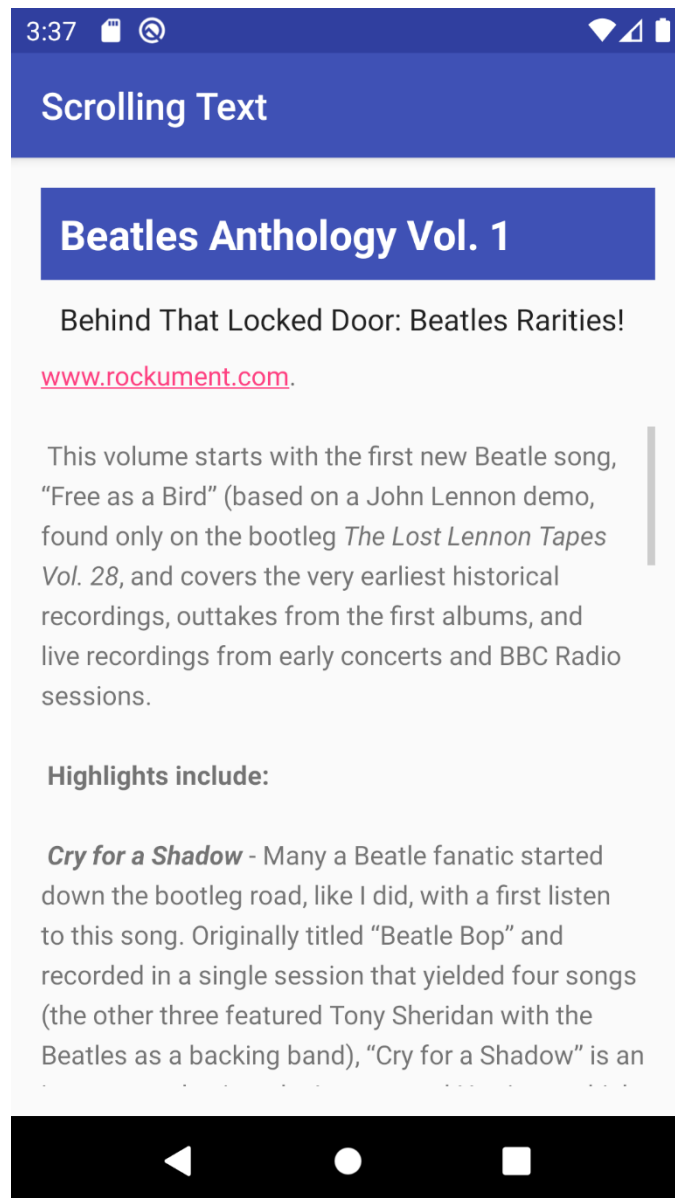 3:37
Scrolling Text
Beatles Anthology Vol. 1
Behind That Locked Door: Beatles Rarities!
www.rockument.com.
This volume starts with the first new Beatle song,
“Free as a Bird” (based on a John Lennon demo,
found only on the bootleg The Lost Lennon Tapes
Vol. 28, and covers the very earliest historical
recordings, outtakes from the first albums, and
live recordings from early concerts and BBC Radio
sessions.
Highlights include:
Cry for a Shadow - Many a Beatle fanatic started
down the bootleg road, like I did, with a first listen
to this song. Originally titled “Beatle Bop” and
recorded in a single session that yielded four songs
(the other three featured Tony Sheridan with the
Beatles as a backing band), “Cry for a Shadow” is an